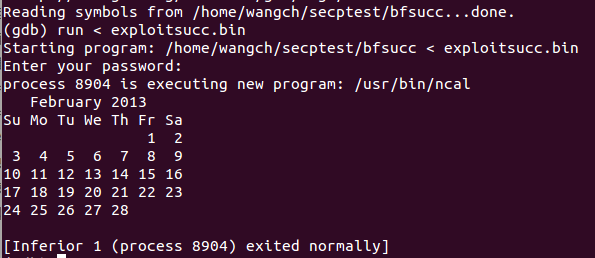 Reading symbols from /home/wangch/secptest/bfsucc...done.
(gdb) run < exploitsucc.bin
Starting program: /home/wangch/secptest/bfsucc < exploitsucc.bin
Enter your password:
process 8904 is executing new program: /usr/bin/ncal
   February 2013
Su Mo Tu We Th Fr Sa
                1  2
 3  4  5  6  7  8  9
10 11 12 13 14 15 16
17 18 19 20 21 22 23
24 25 26 27 28

[Inferior 1 (process 8904) exited normally]